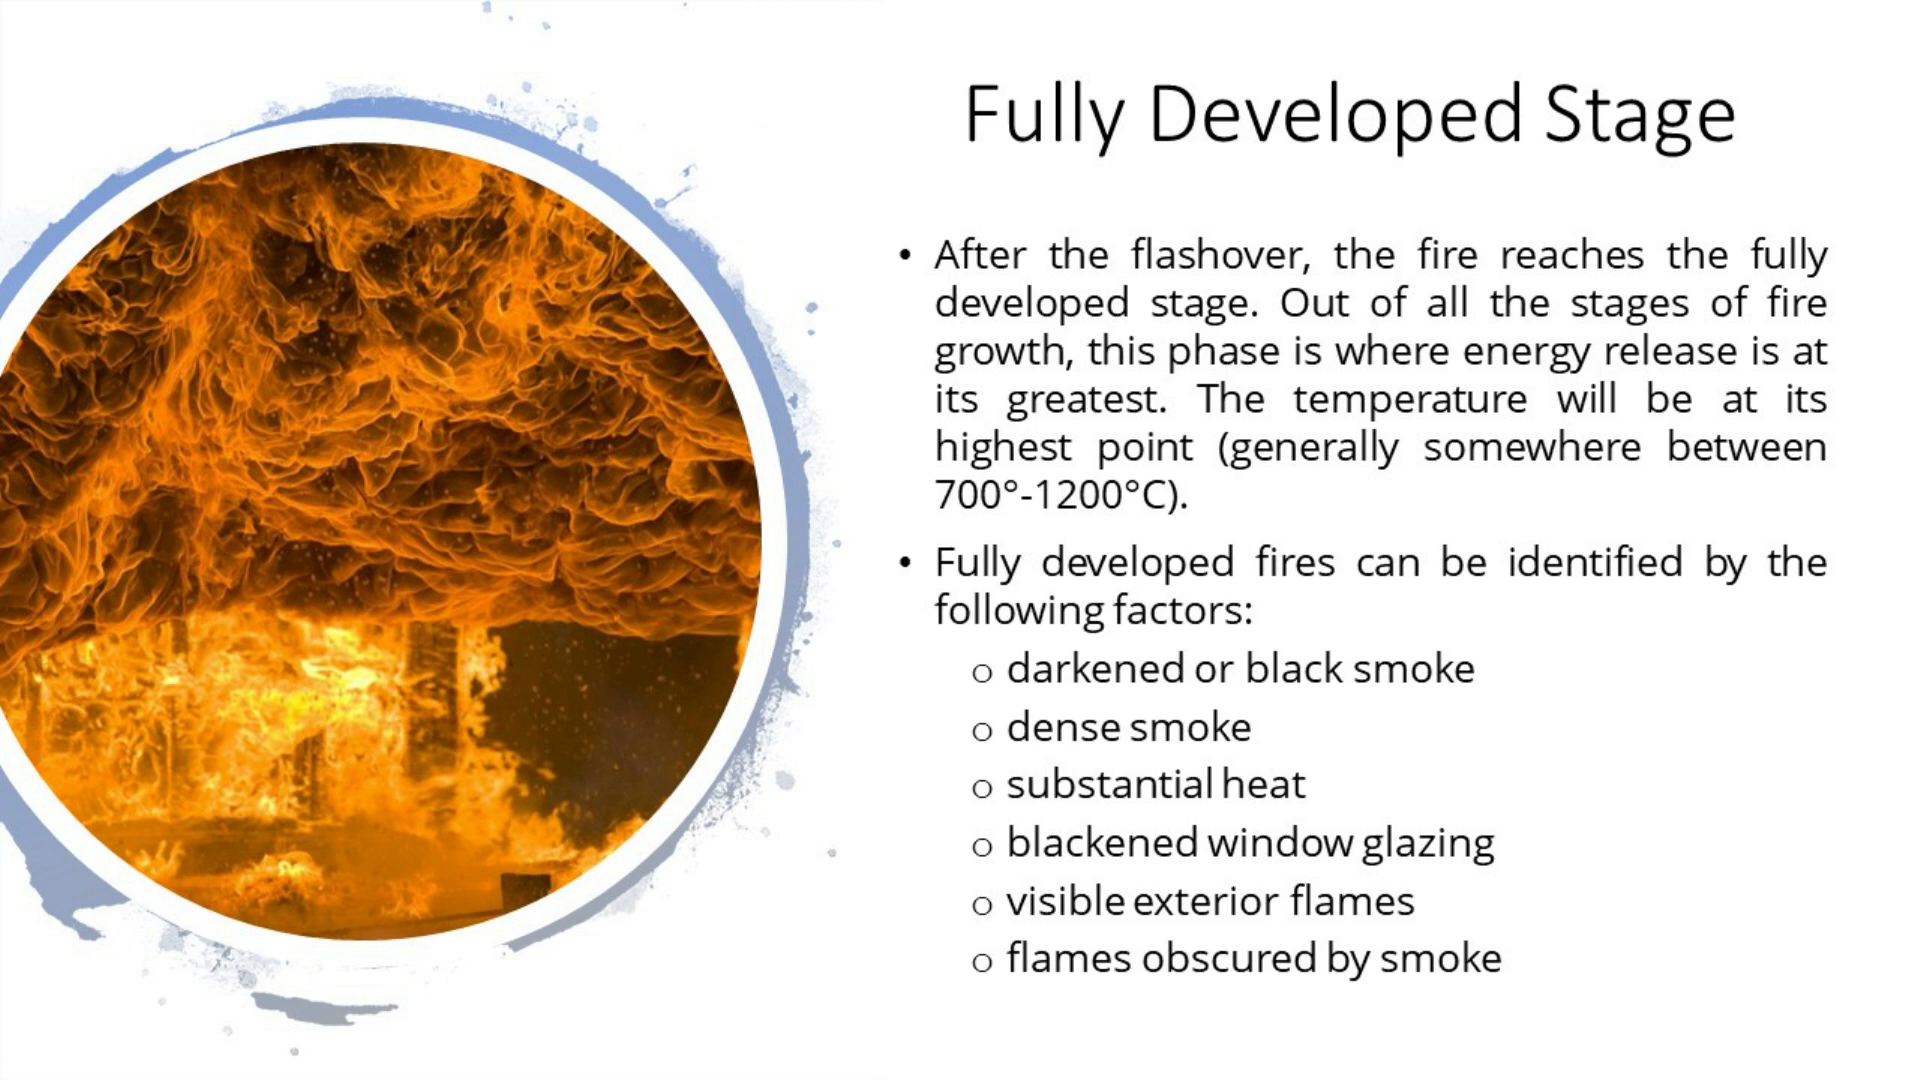 Fully Developed Stage
• After the flashover, the fire reaches the fully
developed stage. Out of all the stages of fire
growth, this phase is where energy release is at
its greatest. The temperature will be at its
highest point (generally somewhere between
700°-1200°C).
• Fully developed fires can be identified by the
following factors:
o darkened or black smoke
o dense smoke
o substantial heat
o blackened window glazing
o visible exterior flames
o flames obscured by smoke